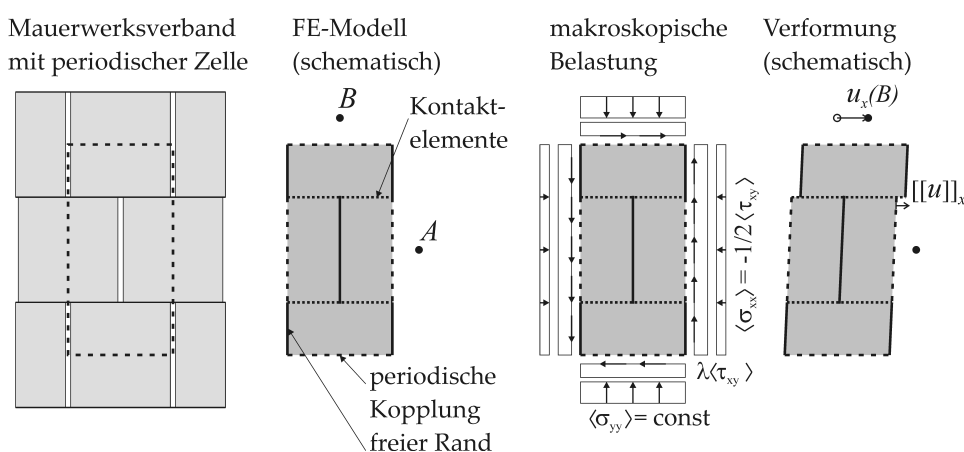 Mauerwerksverband
mit periodischer Zelle
FE-Modell
(schematisch)
makroskopische
Belastung
Verformung
(schematisch)
B
Kontakt-
elemente
A
periodische
Kopplung
freier Rand
⟨σxx⟩ = -1/2⟨τxy⟩
λ⟨τxy⟩
⟨σyy⟩= const
ux(B)
[[u]]x